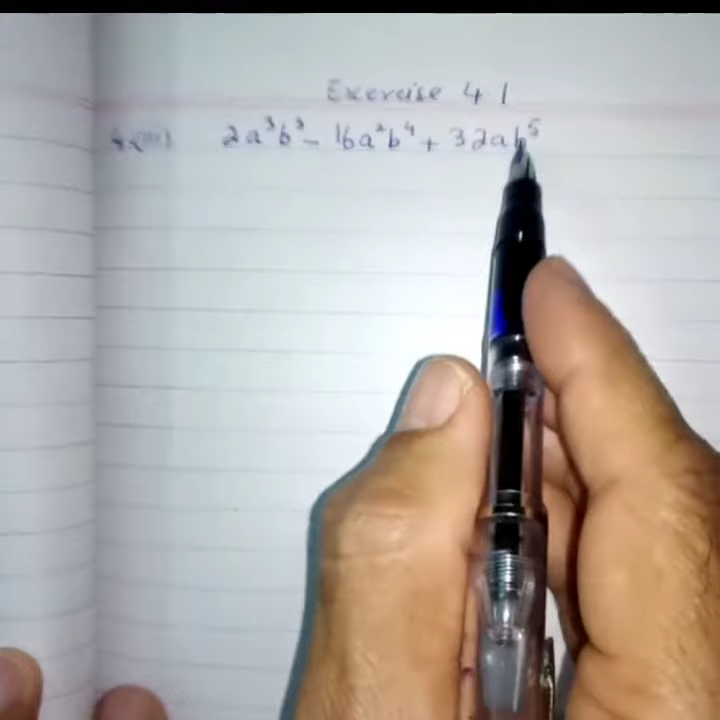 Exercise 4.1
2a³b³ - 16a²b⁴ + 32ab⁵